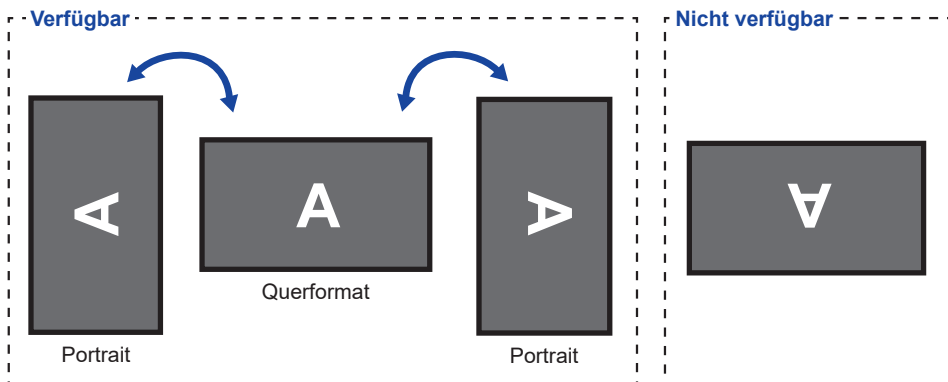 Verfügbar
Nicht verfügbar
A
A
A
A
Querformat
Portrait
Portrait